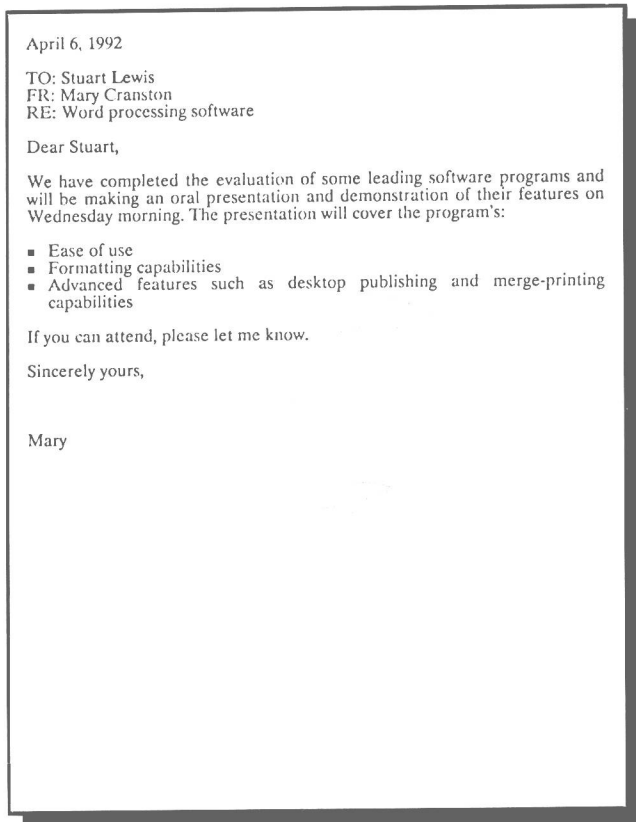 April 6, 1992
TO: Stuart Lewis
FR: Mary Cranston
RE: Word processing software
Dear Stuart,
We have completed the evaluation of some leading software programs and
will be making an oral presentation and demonstration of their features on
Wednesday morning. The presentation will cover the program's:
▪ Ease of use
▪ Formatting capabilities
▪ Advanced features such as desktop publishing and merge-printing
capabilities
If you can attend, please let me know.
Sincerely yours,
Mary